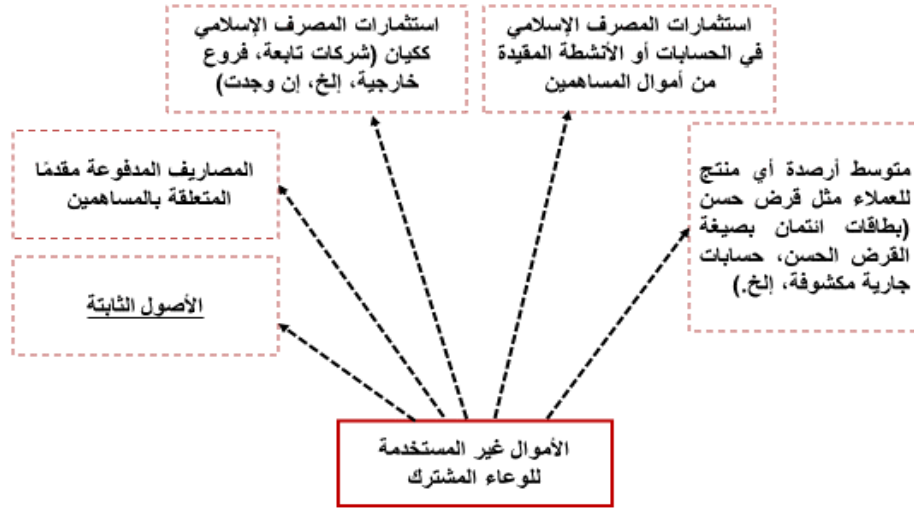 استثمارات المصرف الإسلامي
في الحسابات أو الأنشطة المقيدة
من أموال المساهمين
استثمارات المصرف الإسلامي
ككيان (شركات تابعة، فروع
خارجية، إلخ، إن وجدت)
متوسط أرصدة أي منتج
للعملاء مثل قرض حسن
(بطاقات ائتمان بصيغة
القرض الحسن، حسابات
جارية مكشوفة، إلخ.)
المصاريف المدفوعة مقدمًا
المتعلقة بالمساهمين
الأصول الثابتة
الأموال غير المستخدمة
للوعاء المشترك